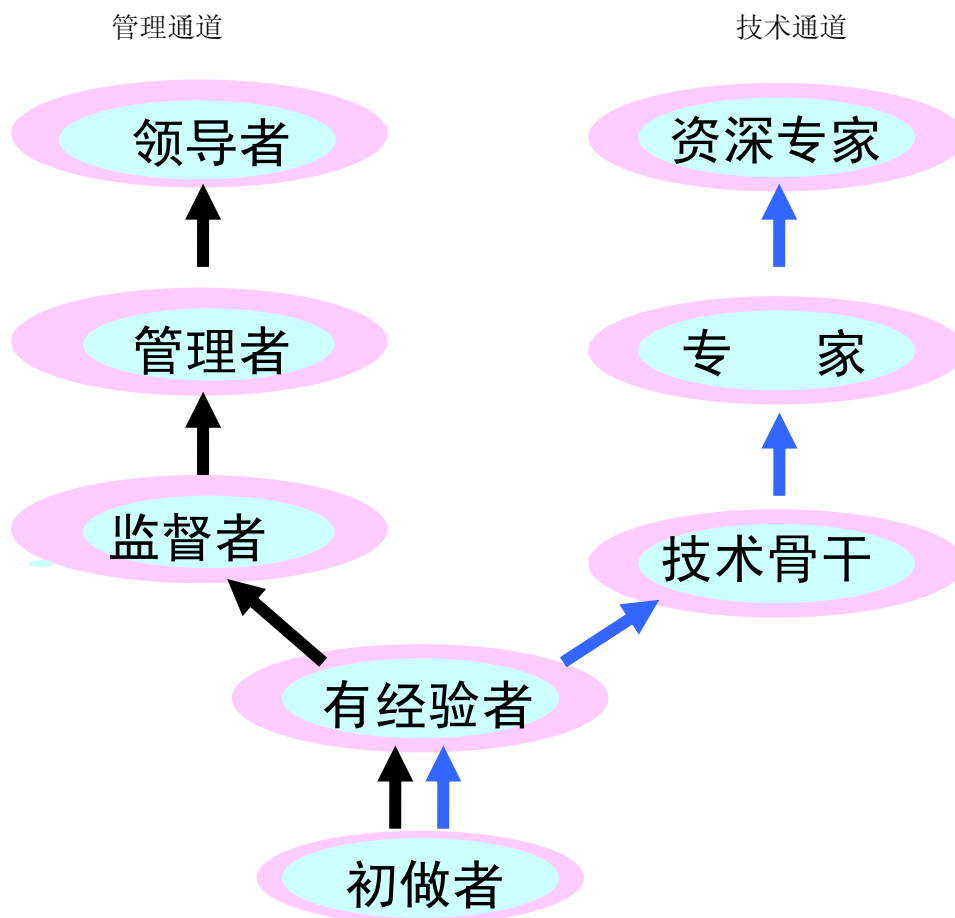 管理通道
技术通道
领导者
资深专家
管理者
专 家
监督者
技术骨干
有经验者
初做者